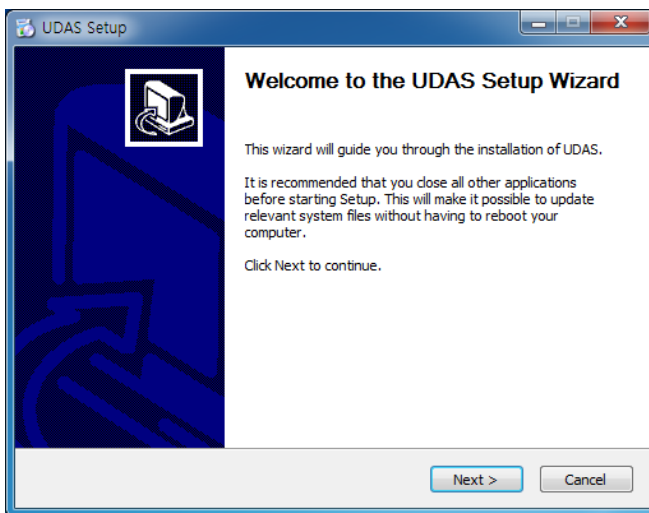 UDAS Setup
Welcome to the UDAS Setup Wizard
This wizard will guide you through the installation of UDAS.
It is recommended that you close all other applications
before starting Setup. This will make it possible to update
relevant system files without having to reboot your
computer.
Click Next to continue.
Next >
Cancel